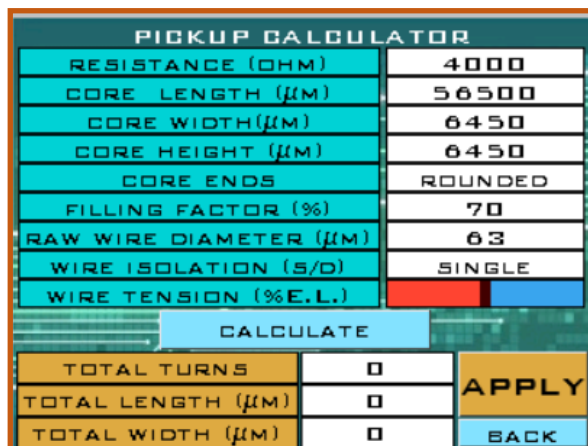 PICKUP CALCULATOR
RESISTANCE (OHM) 4000
CORE LENGTH (µM) 56500
CORE WIDTH(µM) 6450
CORE HEIGHT (µM) 6450
CORE ENDS ROUNDED
FILLING FACTOR (%) 70
RAW WIRE DIAMETER (µM) 63
WIRE ISOLATION (S/D) SINGLE
WIRE TENSION (%E.L.)
CALCULATE
TOTAL TURNS 0
TOTAL LENGTH (µM) 0
APPLY
TOTAL WIDTH (µM) 0
BACK